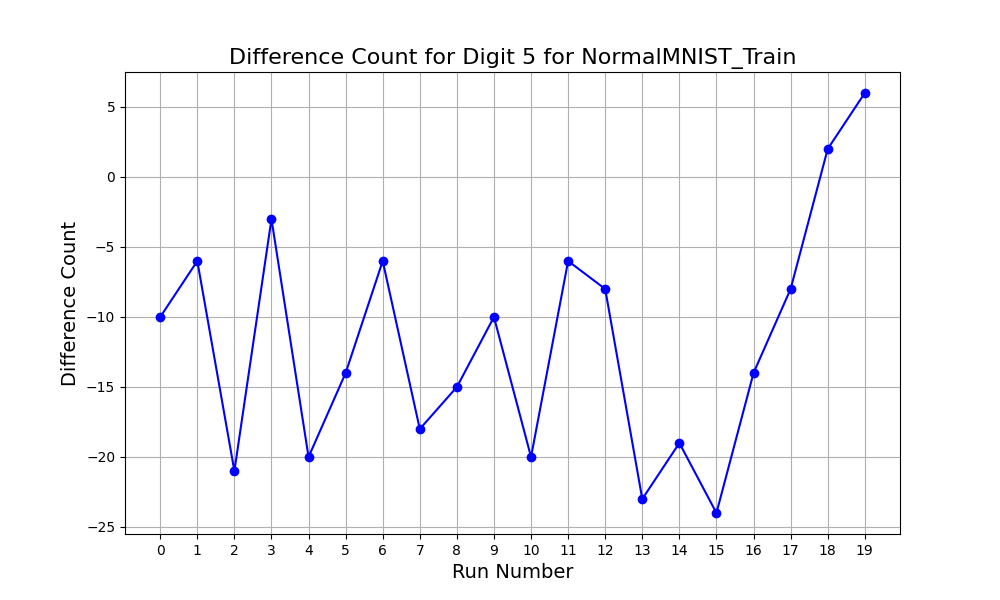 Difference Count for Digit 5 for NormalMNIST_Train
Difference Count
5
0
−5
−10
−15
−20
−25
0 1 2 3 4 5 6 7 8 9 10 11 12 13 14 15 16 17 18 19
Run Number